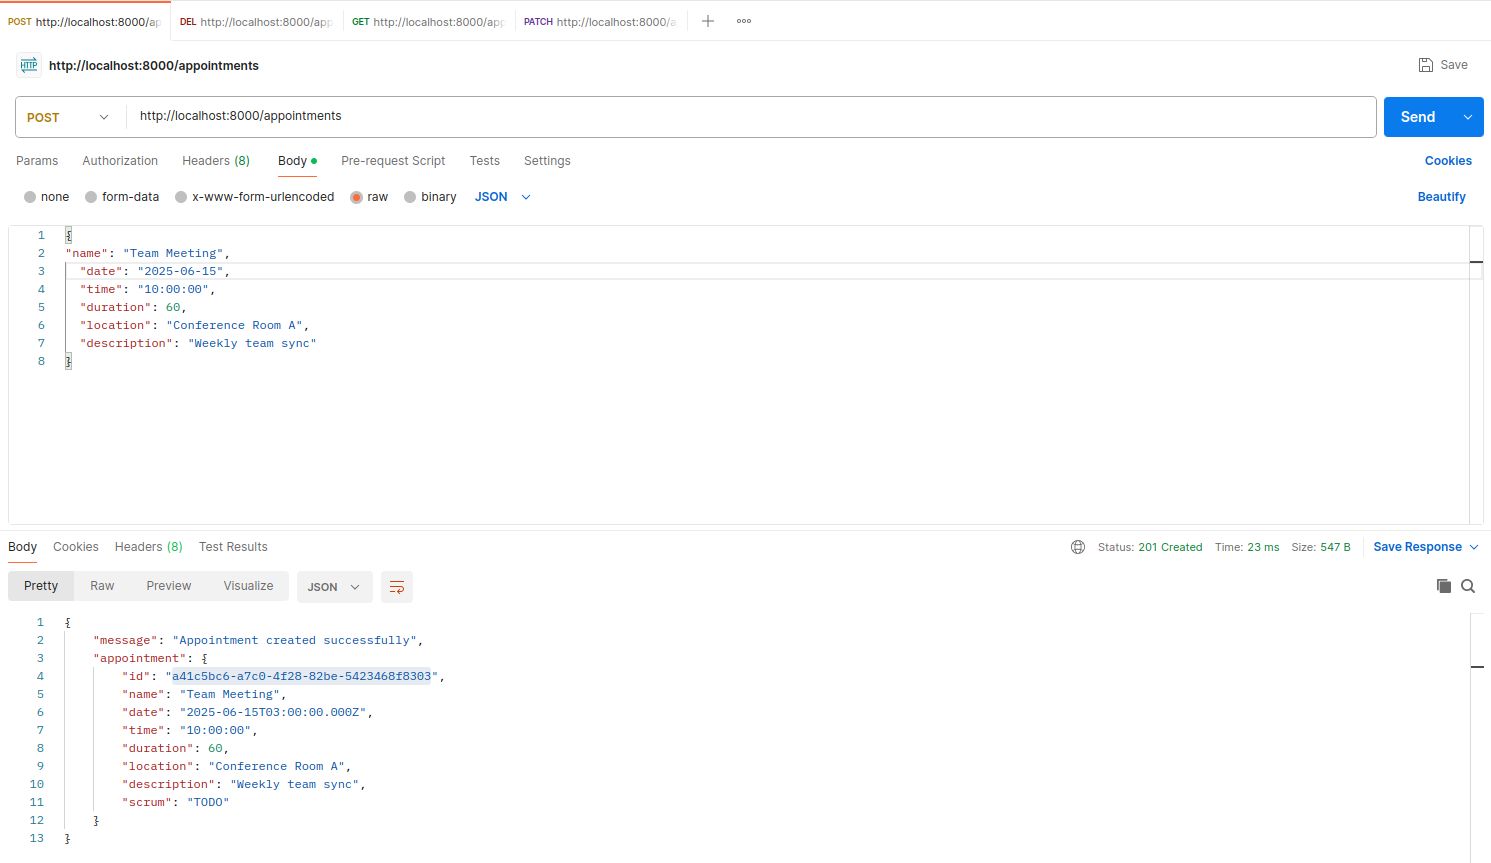 POST http://localhost:8000/ap DEL http://localhost:8000/app GET http://localhost:8000/app PATCH http://localhost:8000/a
HTTP http://localhost:8000/appointments Save
POST http://localhost:8000/appointments Send
Params Authorization Headers (8) Body Pre-request Script Tests Settings Cookies
none form-data x-www-form-urlencoded raw binary JSON Beautify
1 {
2 "name": "Team Meeting",
3 "date": "2025-06-15",
4 "time": "10:00:00",
5 "duration": 60,
6 "location": "Conference Room A",
7 "description": "Weekly team sync"
8 }
Body Cookies Headers (8) Test Results Status: 201 Created Time: 23 ms Size: 547 B Save Response
Pretty Raw Preview Visualize JSON
1 {
2 "message": "Appointment created successfully",
3 "appointment": {
4 "id": "a41c5bc6-a7c0-4f28-82be-5423468f8303",
5 "name": "Team Meeting",
6 "date": "2025-06-15T03:00:00.000Z",
7 "time": "10:00:00",
8 "duration": 60,
9 "location": "Conference Room A",
10 "description": "Weekly team sync",
11 "scrum": "TODO"
12 }
13 }